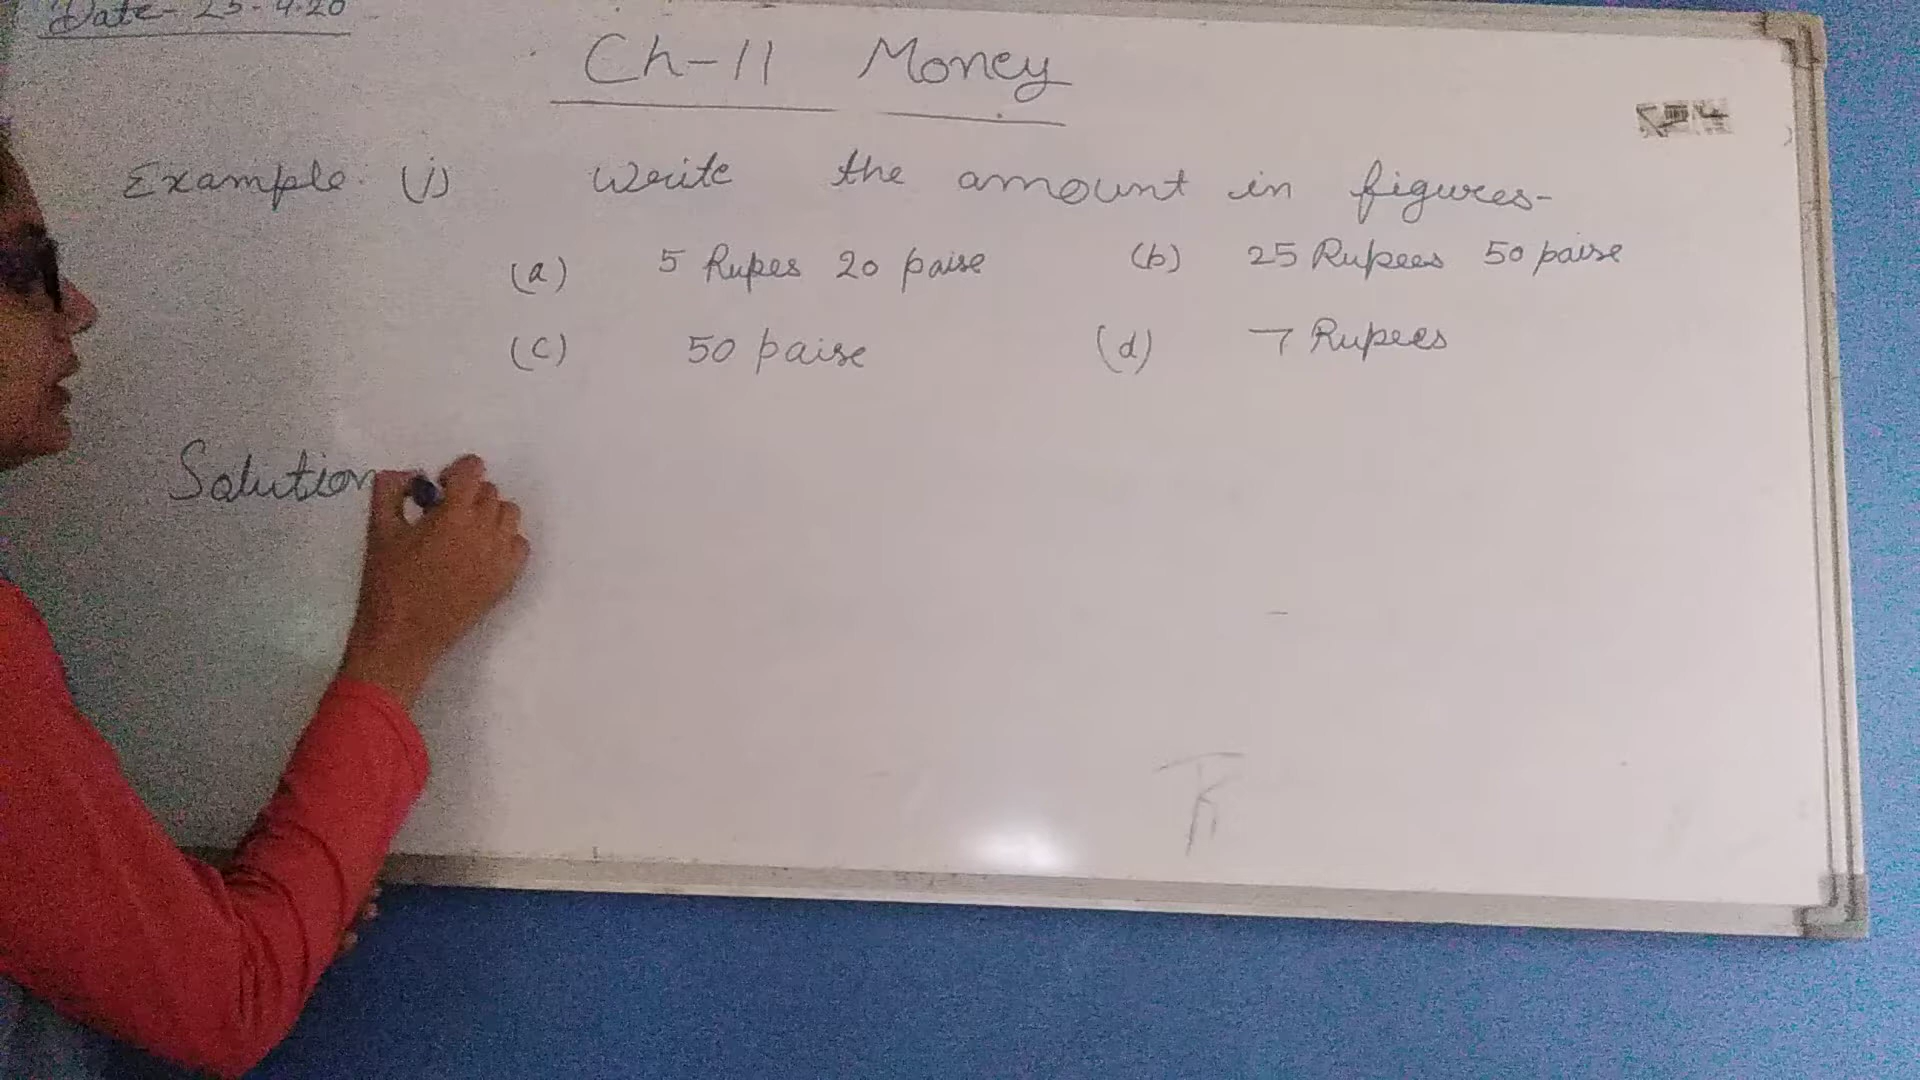 Date- 25-4-20
Ch-11 Money
Example (i) Write the amount in figures-
(a) 5 Rupes 20 paise (b) 25 Rupees 50 paise
(c) 50 paise (d) 7 Rupees
Solution